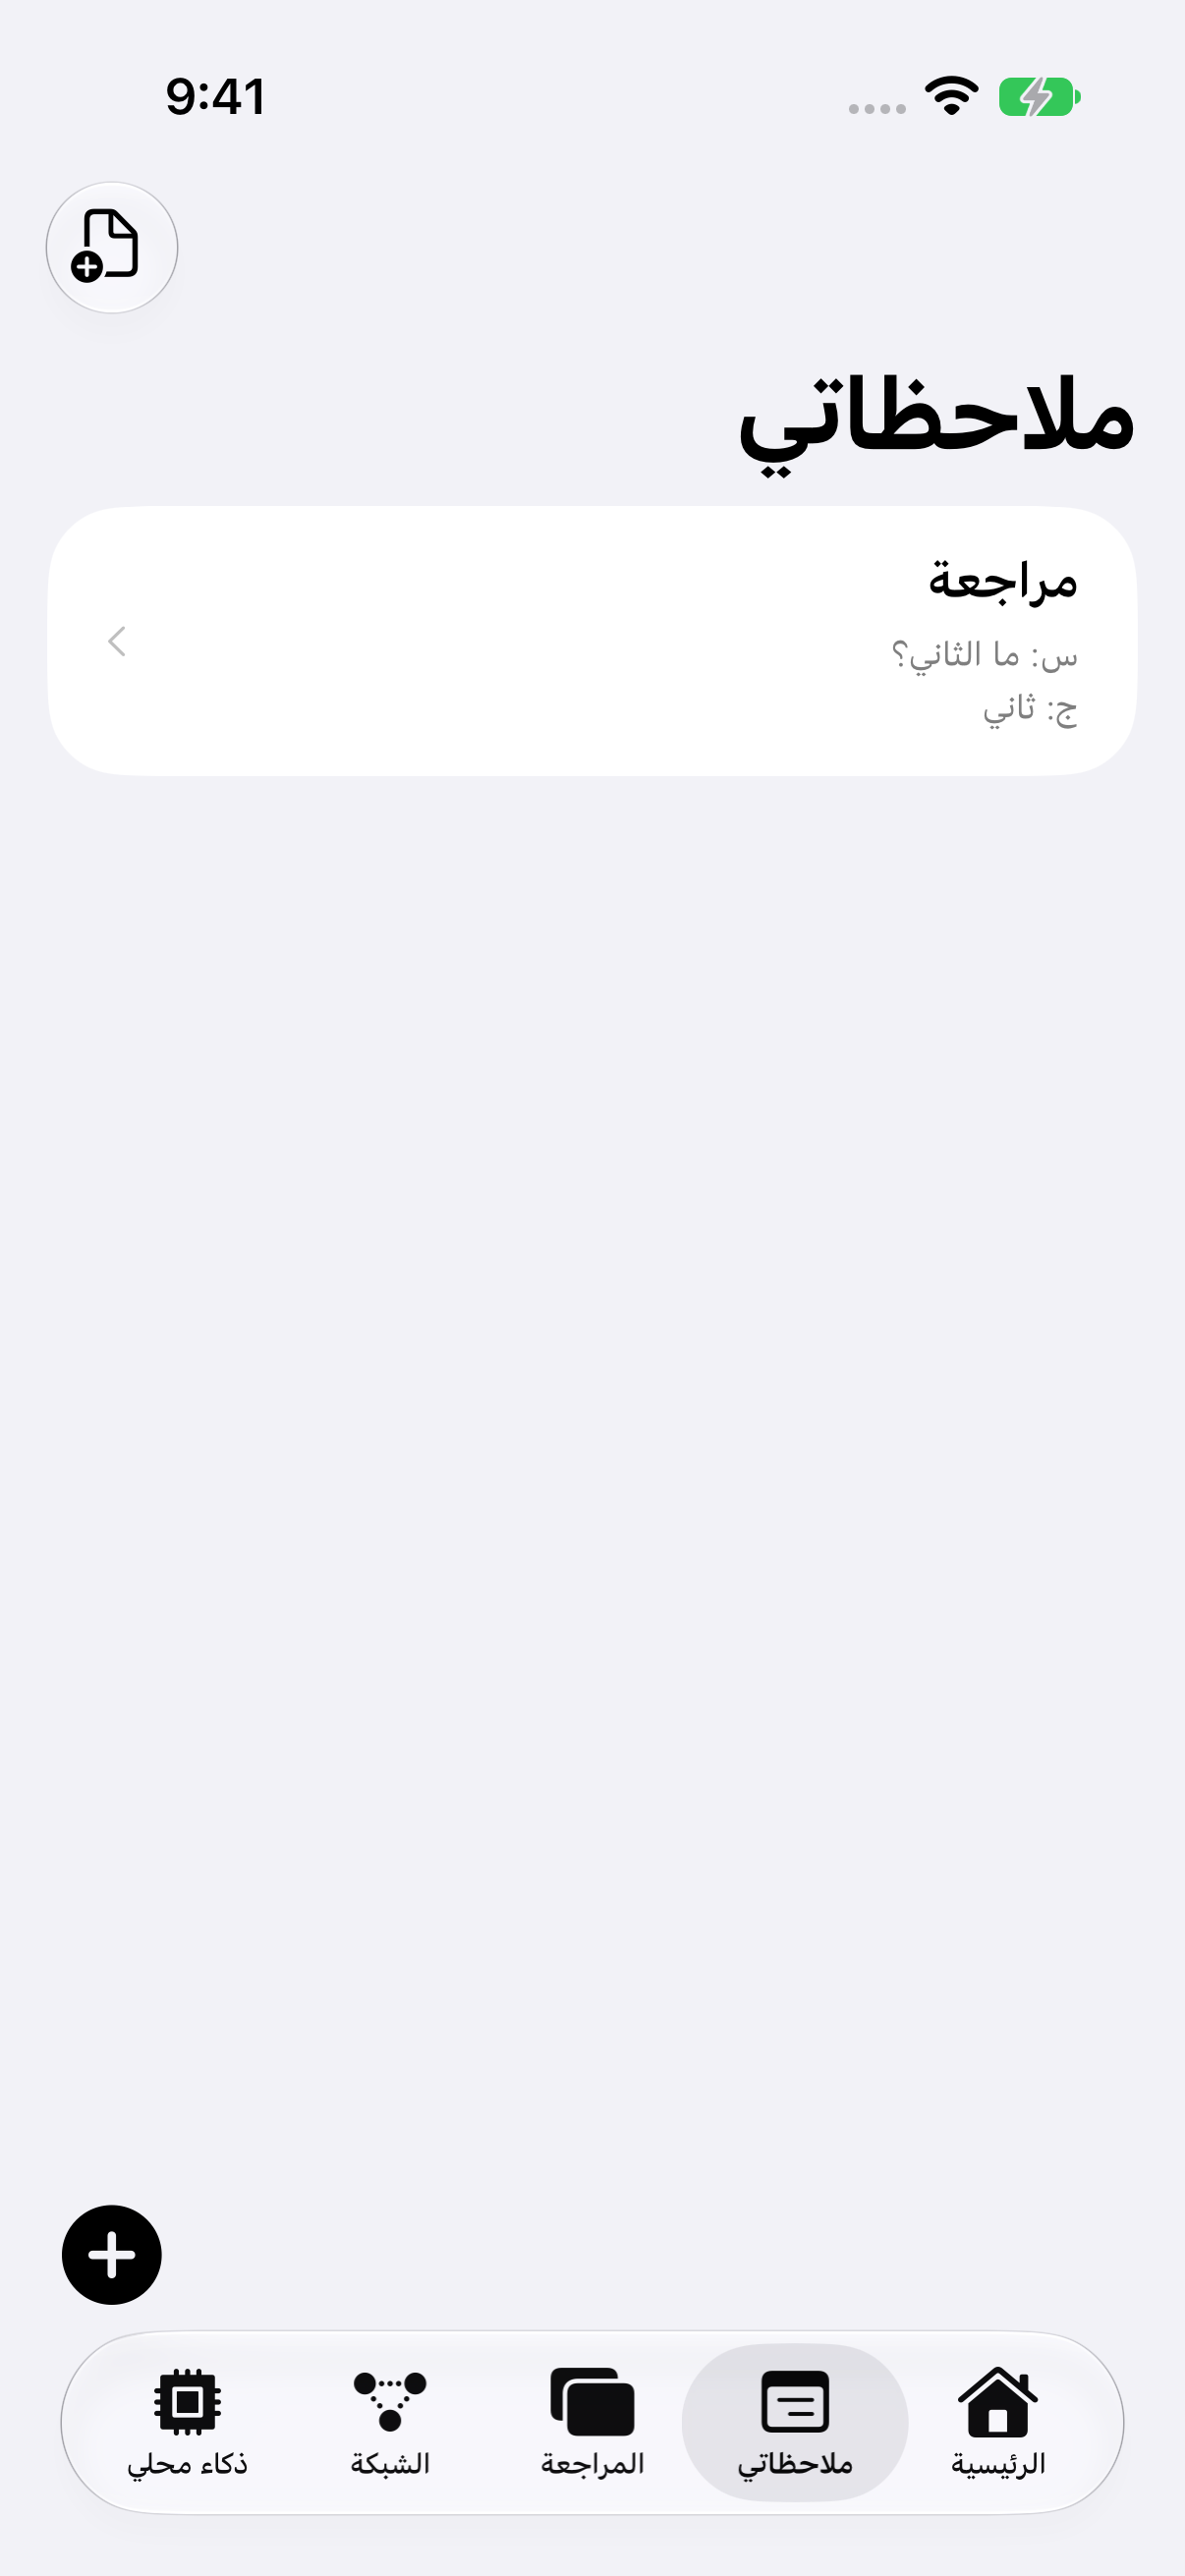 9:41
ملاحظاتي
مراجعة
س: ما الثاني؟
ج: ثاني
الرئيسية
ملاحظاتي
المراجعة
الشبكة
ذكاء محلي